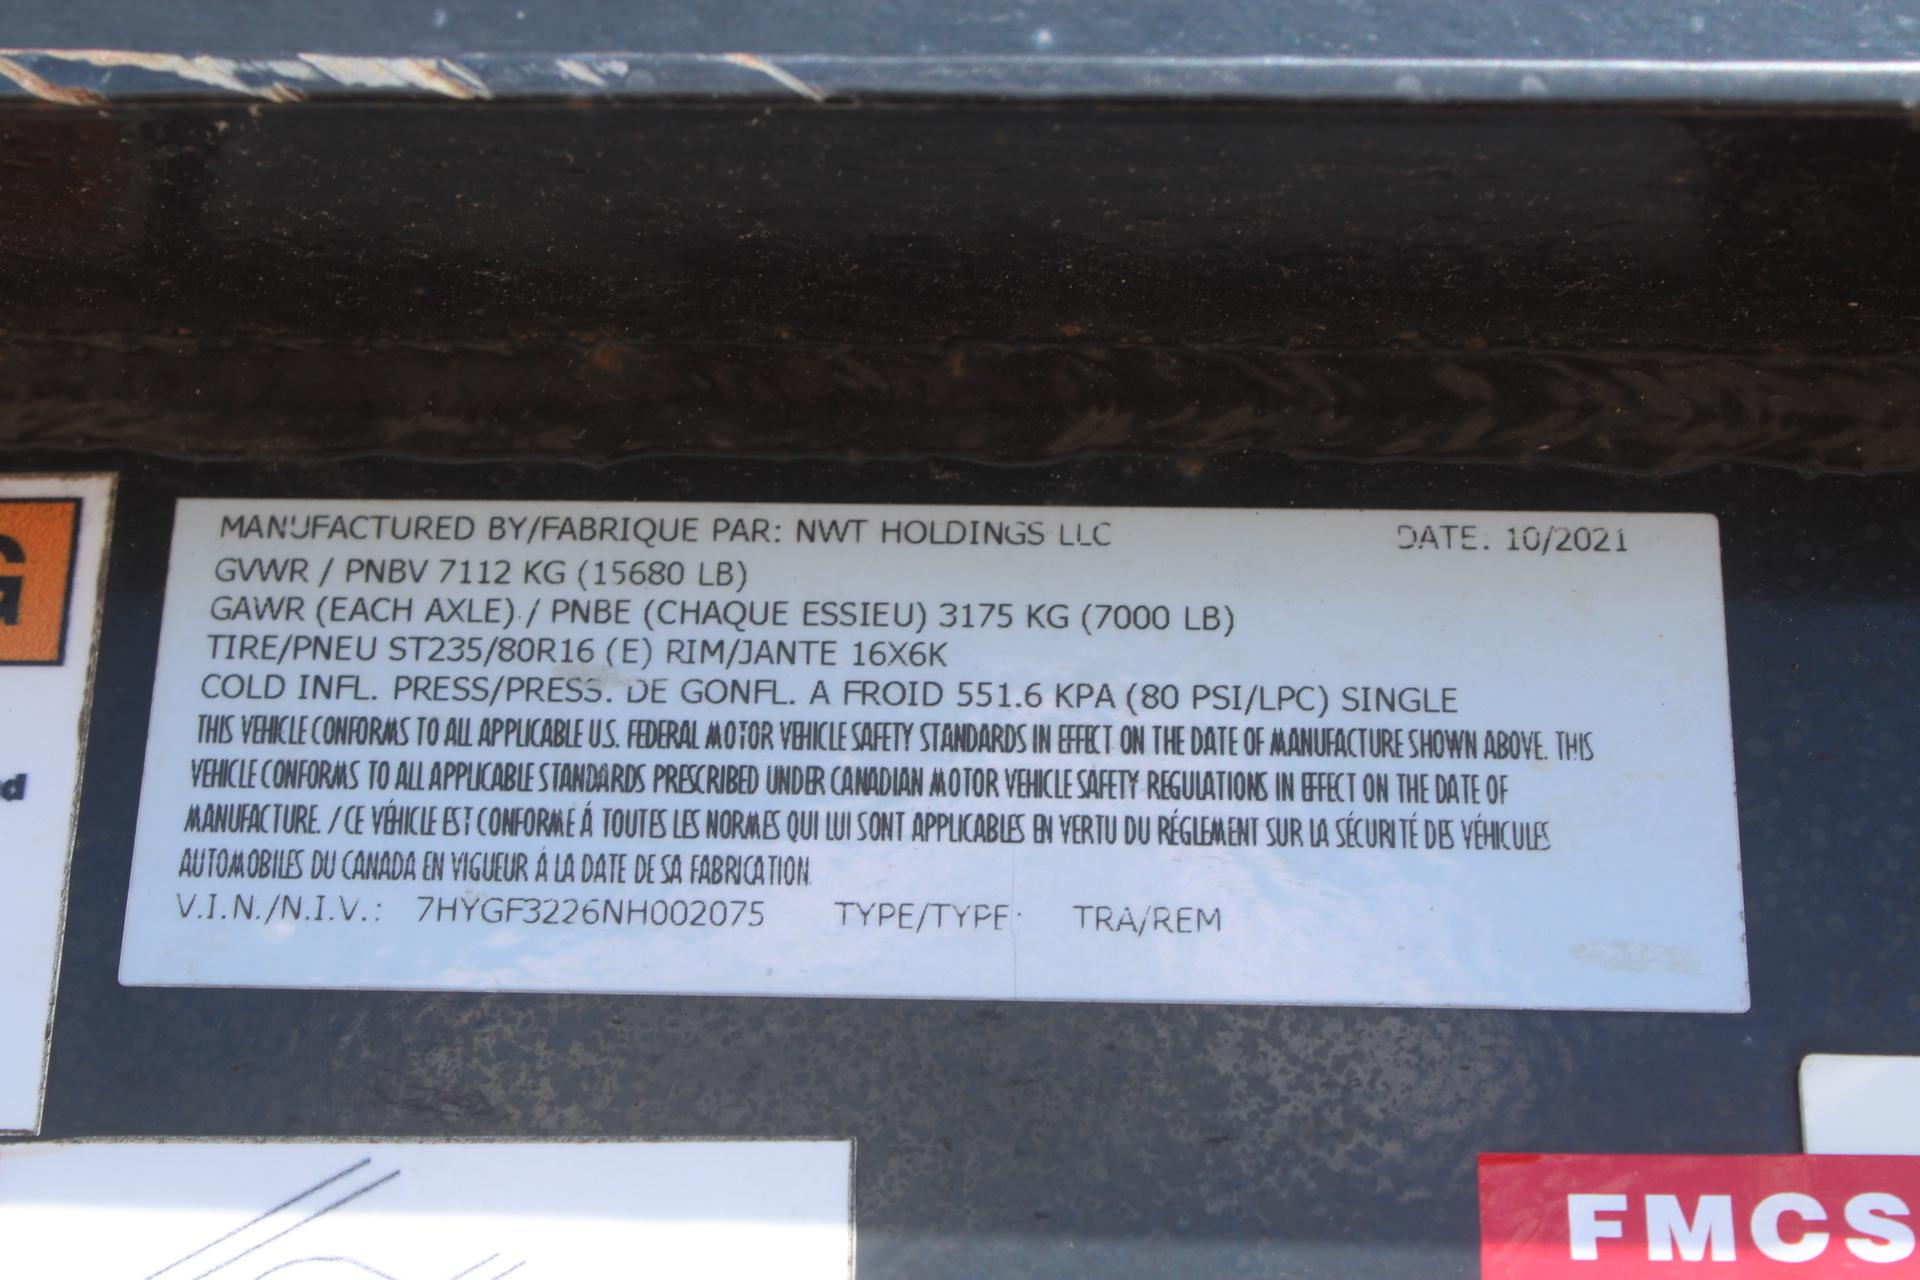 MANUFACTURED BY/FABRIQUE PAR: NWT HOLDINGS LLC DATE: 10/2021
GVWR / PNBV 7112 KG (15680 LB)
GAWR (EACH AXLE) / PNBE (CHAQUE ESSIEU) 3175 KG (7000 LB)
TIRE/PNEU ST235/80R16 (E) RIM/JANTE 16X6K
COLD INFL. PRESS/PRESS. DE GONFL. A FROID 551.6 KPA (80 PSI/LPC) SINGLE
THIS VEHICLE CONFORMS TO ALL APPLICABLE U.S. FEDERAL MOTOR VEHICLE SAFETY STANDARDS IN EFFECT ON THE DATE OF MANUFACTURE SHOWN ABOVE. THIS
VEHICLE CONFORMS TO ALL APPLICABLE STANDARDS PRESCRIBED UNDER CANADIAN MOTOR VEHICLE SAFETY REGULATIONS IN EFFECT ON THE DATE OF
MANUFACTURE. / CE VÉHICLE EST CONFORME Á TOUTES LES NORMES QUI LUI SONT APPLICABLES EN VERTU DU RÉGLEMENT SUR LA SÉCURITÉ DES VÉHICULES
AUTOMOBILES DU CANADA EN VIGUEUR Á LA DATE DE SA FABRICATION.
V.I.N./N.I.V.: 7HYGF3226NH002075 TYPE/TYPE: TRA/REM
FMCS